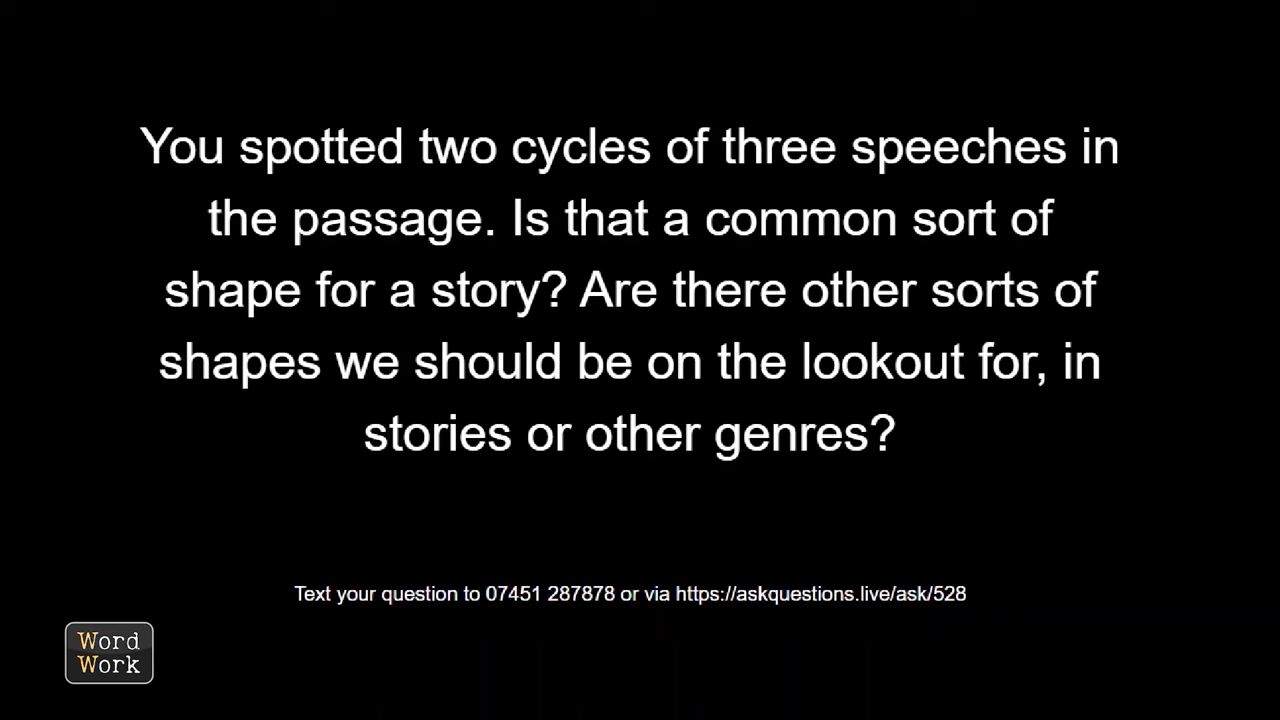 You spotted two cycles of three speeches in
the passage. Is that a common sort of
shape for a story? Are there other sorts of
shapes we should be on the lookout for, in
stories or other genres?
Text your question to 07451 287878 or via https://askquestions.live/ask/528
Word
Work